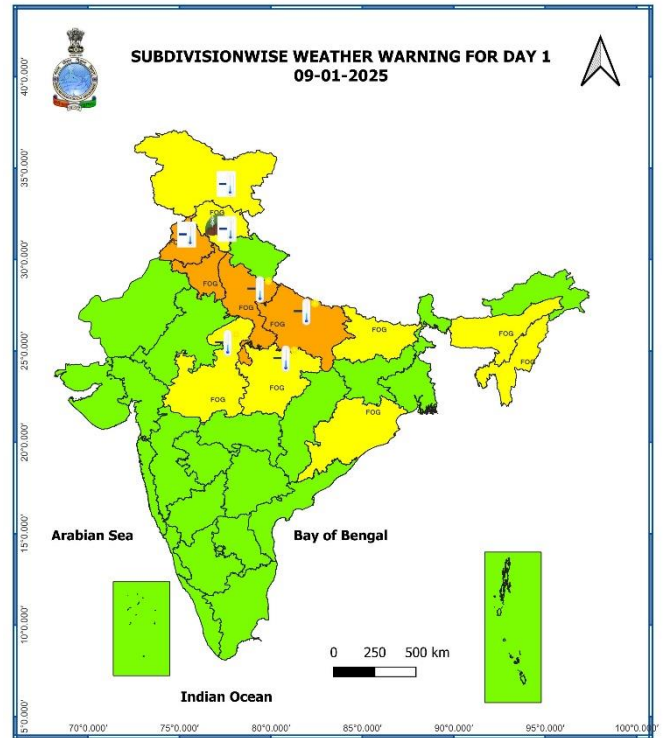 SUBDIVISIONWISE WEATHER WARNING FOR DAY 1
09-01-2025
40°0.000'
35°0.000'
30°0.000'
25°0.000'
20°0.000'
15°0.000'
10°0.000'
5°0.000'
FOG
FOG
FOG
FOG
FOG
FOG
FOG
FOG
FOG
FOG
Arabian Sea
Bay of Bengal
0 250 500 km
Indian Ocean
70°0.000' 75°0.000' 80°0.000' 85°0.000' 90°0.000' 95°0.000' 100°0.000'